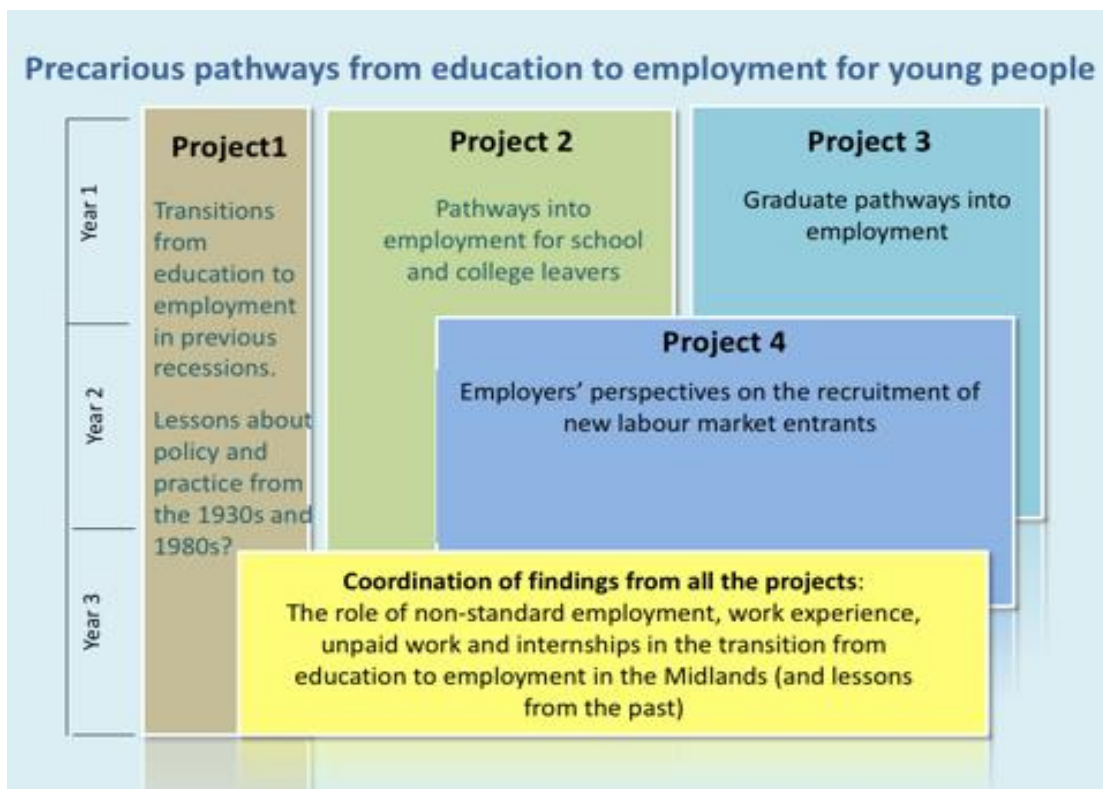 Precarious pathways from education to employment for young people
Year 1
Year 2
Year 3
Project1
Transitions
from
education to
employment
in previous
recessions.
Lessons about
policy and
practice from
the 1930s and
1980s?
Project 2
Pathways into
employment for school
and college leavers
Project 3
Graduate pathways into
employment
Project 4
Employers’ perspectives on the recruitment of
new labour market entrants
Coordination of findings from all the projects:
The role of non-standard employment, work experience,
unpaid work and internships in the transition from
education to employment in the Midlands (and lessons
from the past)